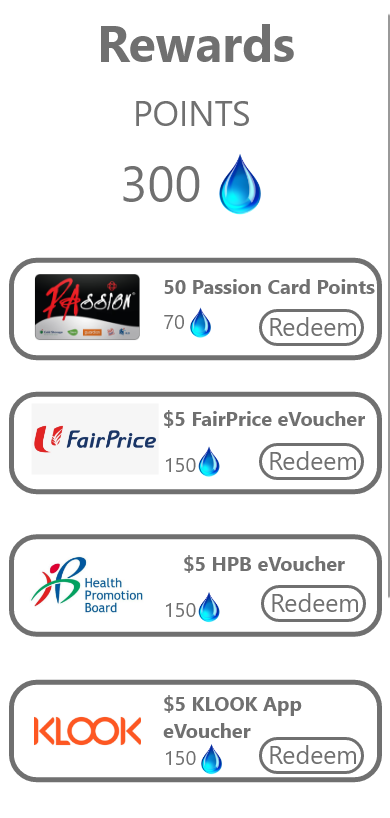 Rewards
POINTS
300
PAssion
50 Passion Card Points
70
Redeem
FairPrice
$5 FairPrice eVoucher
150
Redeem
Health
Promotion
Board
$5 HPB eVoucher
150
Redeem
KLOOK
$5 KLOOK App
eVoucher
150
Redeem